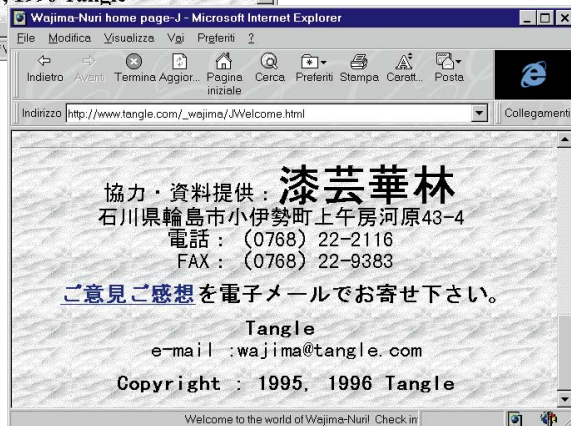 , 1996 Tangle
Wajima-Nuri home page-J - Microsoft Internet Explorer
File Modifica Visualizza Vai Preferiti ?
Indietro Avanti Termina Aggior... Pagina iniziale Cerca Preferiti Stampa Caratt... Posta
Indirizzo http://www.tangle.com/_wajima/JWelcome.html Collegamenti
協力・資料提供：漆芸華林
石川県輪島市小伊勢町上午房河原43-4
電話： （0768）22-2116
FAX： （0768）22-9383
ご意見ご感想を電子メールでお寄せ下さい。
Tangle
e-mail :wajima@tangle.com
Copyright : 1995, 1996 Tangle
Welcome to the world of Wajima-Nuri! Check in